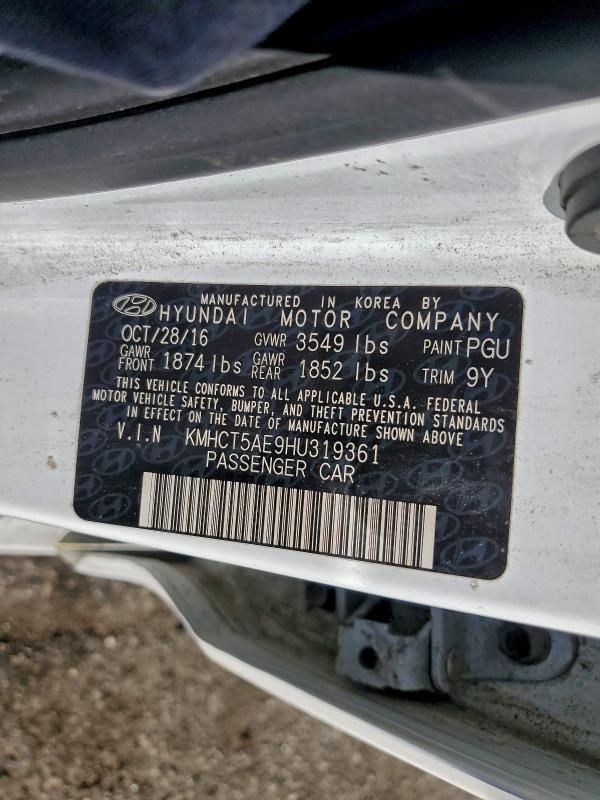 MANUFACTURED IN KOREA BY
HYUNDAI MOTOR COMPANY
OCT/28/16 GVWR 3549 lbs PAINT PGU
GAWR FRONT 1874 lbs GAWR REAR 1852 lbs TRIM 9Y
THIS VEHICLE CONFORMS TO ALL APPLICABLE U.S.A. FEDERAL
MOTOR VEHICLE SAFETY, BUMPER, AND THEFT PREVENTION STANDARDS
IN EFFECT ON THE DATE OF MANUFACTURE SHOWN ABOVE
V.I.N KMHCT5AE9HU319361
PASSENGER CAR